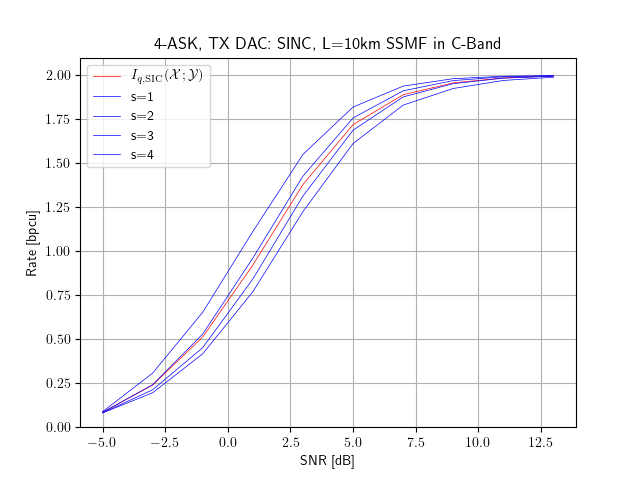 4-ASK, TX DAC: SINC, L=10km SSMF in C-Band
2.00
1.75
1.50
1.25
1.00
0.75
0.50
0.25
0.00
Rate [bpcu]
I_{q,SIC}(𝒳; 𝒴)
s=1
s=2
s=3
s=4
−5.0 −2.5 0.0 2.5 5.0 7.5 10.0 12.5
SNR [dB]